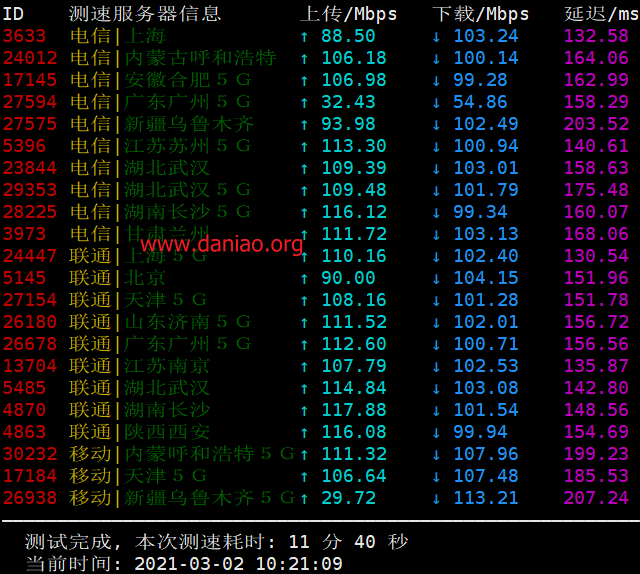 ID 测速服务器信息 上传/Mbps 下载/Mbps 延迟/ms
3633 电信|上海 ↑ 88.50 ↓ 103.24 132.58
24012 电信|内蒙古呼和浩特 ↑ 106.18 ↓ 100.14 164.06
17145 电信|安徽合肥５Ｇ ↑ 106.98 ↓ 99.28 162.99
27594 电信|广东广州５Ｇ ↑ 32.43 ↓ 54.86 158.29
27575 电信|新疆乌鲁木齐 ↑ 93.98 ↓ 102.49 203.52
5396 电信|江苏苏州５Ｇ ↑ 113.30 ↓ 100.94 140.61
23844 电信|湖北武汉 ↑ 109.39 ↓ 103.01 158.63
29353 电信|湖北武汉５Ｇ ↑ 109.48 ↓ 101.79 175.48
28225 电信|湖南长沙５Ｇ ↑ 116.12 ↓ 99.34 160.07
3973 电信|甘肃兰州 ↑ 111.72 ↓ 103.13 168.06
www.daniao.org
24447 联通|上海５Ｇ ↑ 110.16 ↓ 102.40 130.54
5145 联通|北京 ↑ 90.00 ↓ 104.15 151.96
27154 联通|天津５Ｇ ↑ 108.16 ↓ 101.28 151.78
26180 联通|山东济南５Ｇ ↑ 111.52 ↓ 102.01 156.72
26678 联通|广东广州５Ｇ ↑ 112.60 ↓ 100.71 156.56
13704 联通|江苏南京 ↑ 107.79 ↓ 102.53 135.87
5485 联通|湖北武汉 ↑ 114.84 ↓ 103.08 142.80
4870 联通|湖南长沙 ↑ 117.88 ↓ 101.54 148.56
4863 联通|陕西西安 ↑ 116.08 ↓ 99.94 154.69
30232 移动|内蒙呼和浩特５Ｇ ↑ 111.32 ↓ 107.96 199.23
17184 移动|天津５Ｇ ↑ 106.64 ↓ 107.48 185.53
26938 移动|新疆乌鲁木齐５Ｇ ↑ 29.72 ↓ 113.21 207.24
测试完成, 本次测速耗时: 11 分 40 秒
当前时间: 2021-03-02 10:21:09